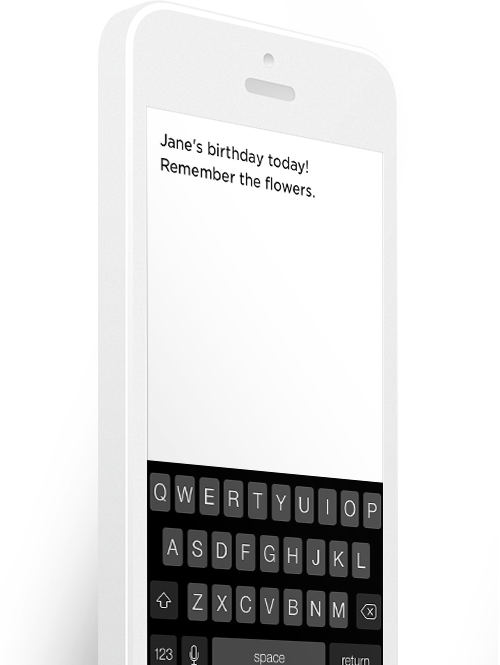 Jane's birthday today!
Remember the flowers.
Q W E R T Y U I O P
A S D F G H J K L
Z X C V B N M
123 space return